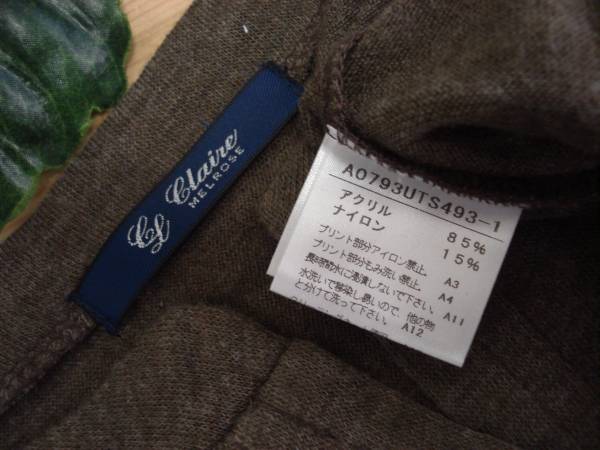 Claire
MELROSE
A0793UTS493-1
アクリル 85%
ナイロン 15%
プリント部分アイロン禁止。 A3
プリント部分もみ洗い禁止。 A4
長時間水に浸漬しないで下さい。 A11
水洗いで移染し易いので、他の物
と分けて洗って下さい。 A12